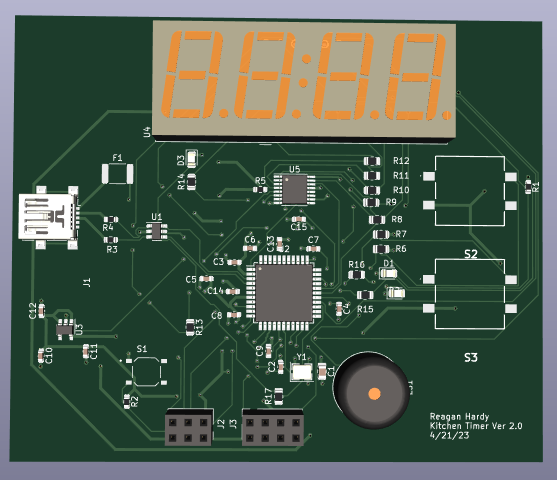 U4
F1
D3
R14
R5
U5
R12
R11
R10
R9
R8
R7
R6
R1
R4
R3
U1
C15
C6
C13
C7
C3
C5
C14
C8
R16
D1
R15
C4
S2
J1
C12
U3
C10
C11
R13
S1
R2
C9
C2
Y1
C1
R17
S3
J2
J3
Reagan Hardy
Kitchen Timer Ver 2.0
4/21/23